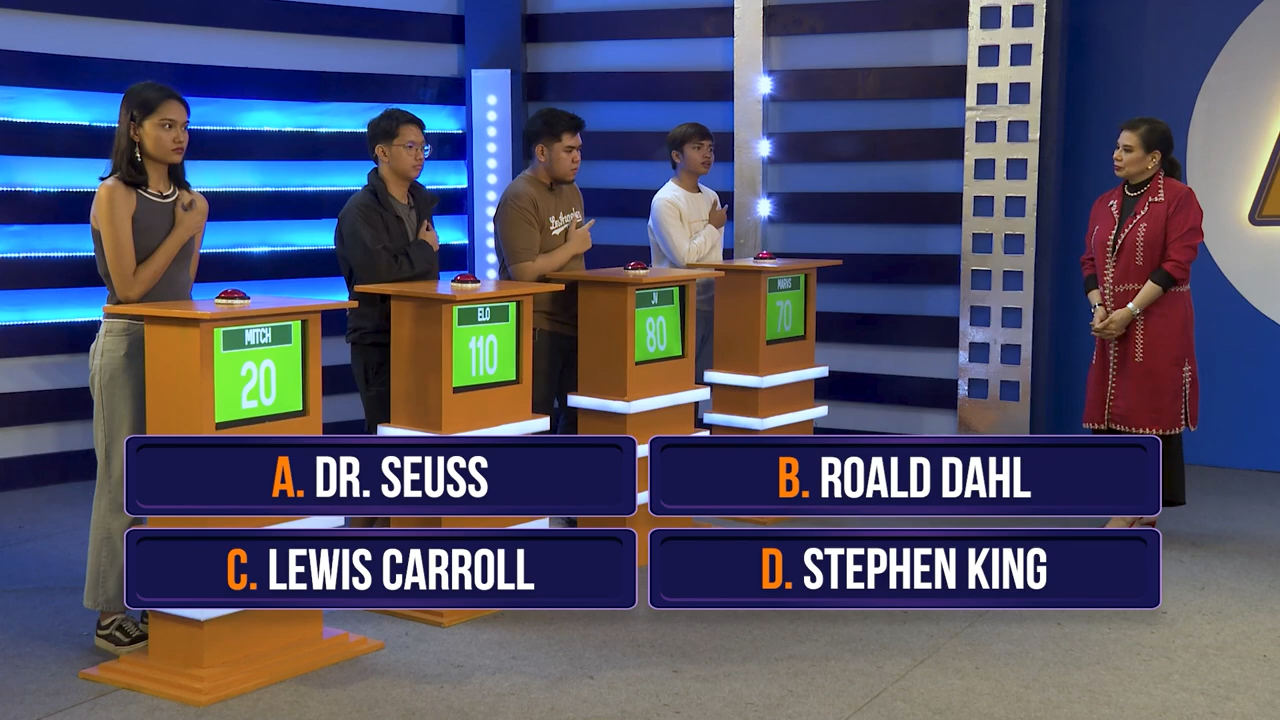 MITCH
20
ELO
110
JV
80
MARVS
70
A. DR. SEUSS
B. ROALD DAHL
C. LEWIS CARROLL
D. STEPHEN KING